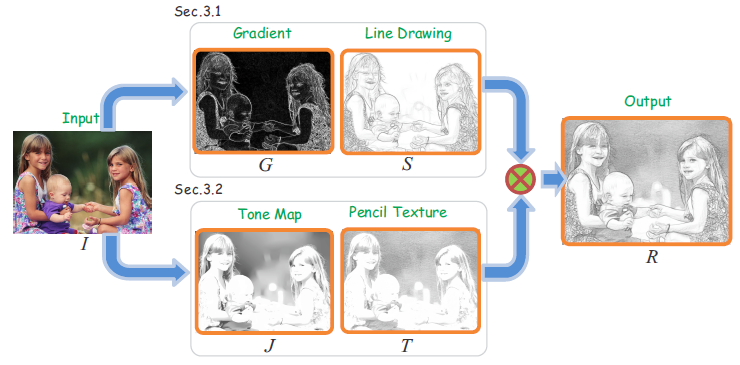 Sec.3.1
Gradient
Line Drawing
G
S
Input
I
Sec.3.2
Tone Map
Pencil Texture
J
T
Output
R